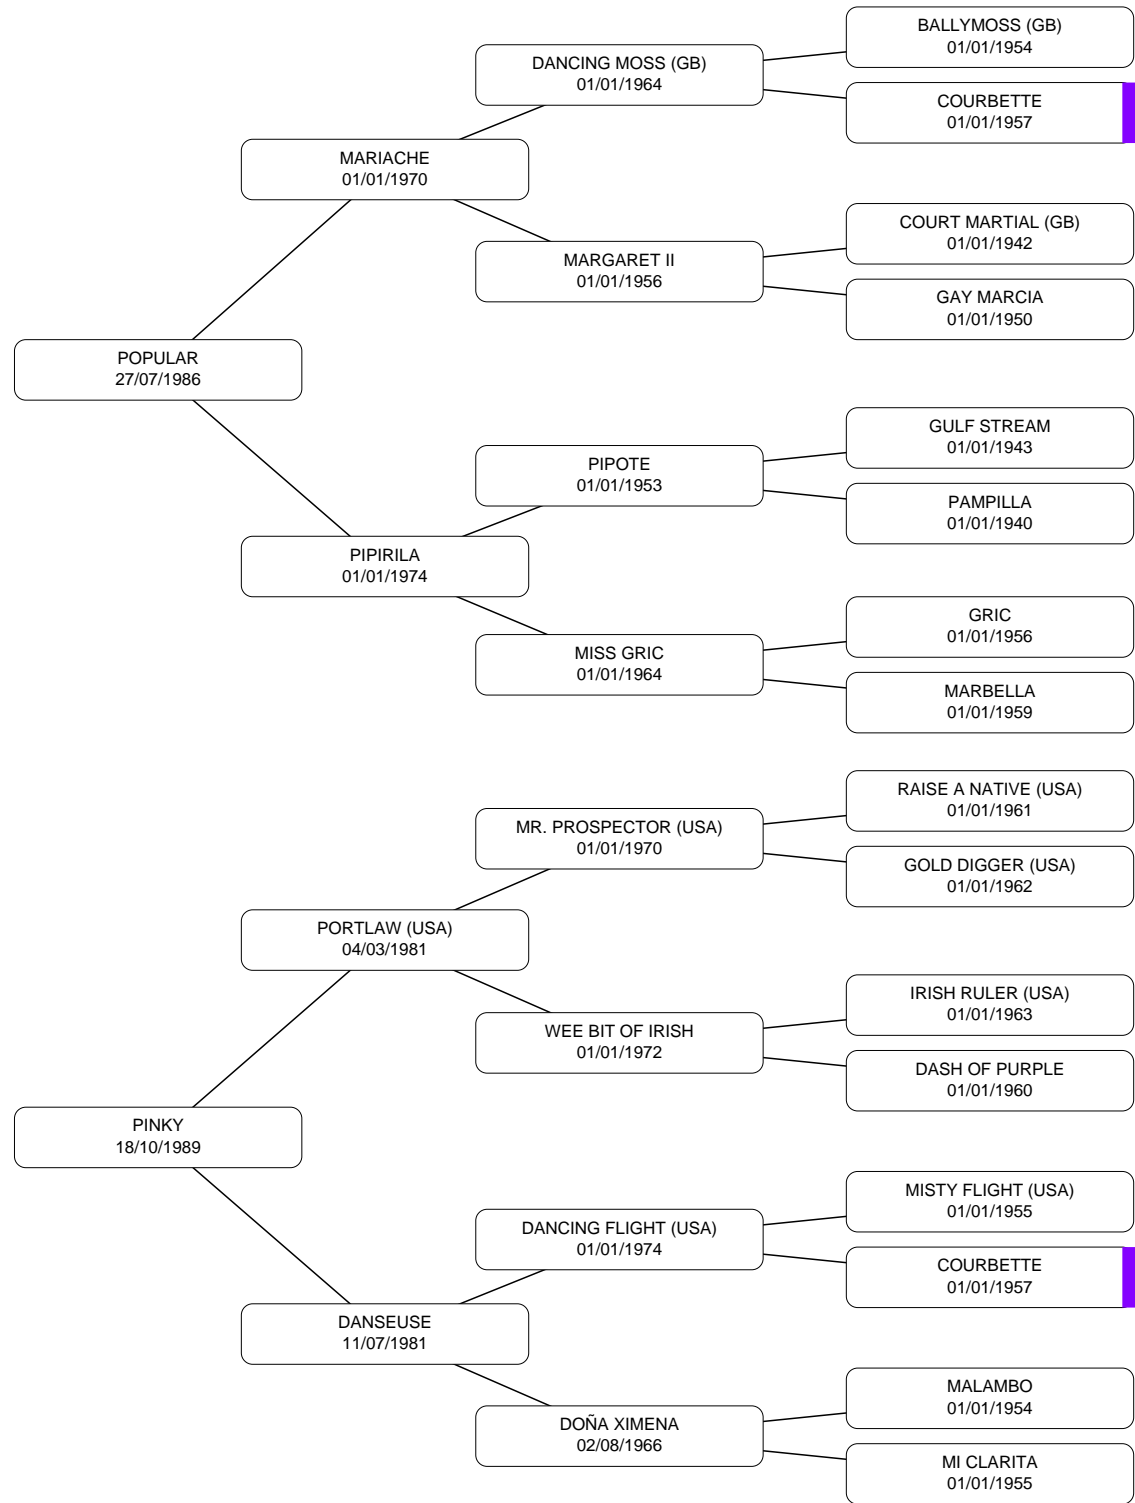 BALLYMOSS (GB)
01/01/1954
DANCING MOSS (GB)
01/01/1964
COURBETTE
01/01/1957
MARIACHE
01/01/1970
COURT MARTIAL (GB)
01/01/1942
MARGARET II
01/01/1956
GAY MARCIA
01/01/1950
POPULAR
27/07/1986
GULF STREAM
01/01/1943
PIPOTE
01/01/1953
PAMPILLA
01/01/1940
PIPIRILA
01/01/1974
GRIC
01/01/1956
MISS GRIC
01/01/1964
MARBELLA
01/01/1959
RAISE A NATIVE (USA)
01/01/1961
MR. PROSPECTOR (USA)
01/01/1970
GOLD DIGGER (USA)
01/01/1962
PORTLAW (USA)
04/03/1981
IRISH RULER (USA)
01/01/1963
WEE BIT OF IRISH
01/01/1972
DASH OF PURPLE
01/01/1960
PINKY
18/10/1989
MISTY FLIGHT (USA)
01/01/1955
DANCING FLIGHT (USA)
01/01/1974
COURBETTE
01/01/1957
DANSEUSE
11/07/1981
MALAMBO
01/01/1954
DOÑA XIMENA
02/08/1966
MI CLARITA
01/01/1955